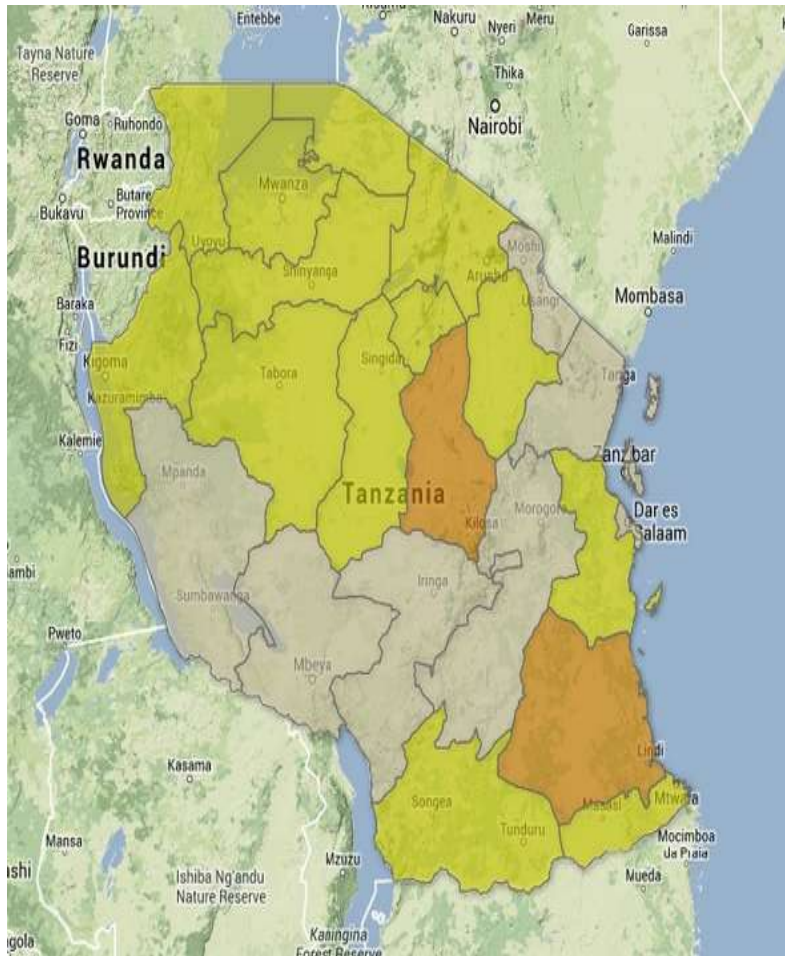 Entebbe
Nakuru
Meru
Nyeri
Garissa
Tayna Nature
Reserve
Thika
Goma
Ruhondo
Nairobi
Rwanda
Mwanza
Bukavu
Butare
Province
Uyovu
Moshi
Malindi
Burundi
Shinyanga
Arusha
Usangi
Baraka
Mombasa
Fizi
Kigoma
Tabora
Singida
Tanga
Kazuramimba
Kalemie
Zanzibar
Mpanda
Tanzania
Kilosa
Morogoro
Dar es
Salaam
Sumbawanga
Iringa
Pweto
Mbeya
Lindi
Kasama
Songea
Masasi
Mtwara
Tunduru
Mansa
Mocimboa
da Praia
Mzuzu
Ishiba Ng'andu
Nature Reserve
Mueda
Kaningina
Forest Reserve